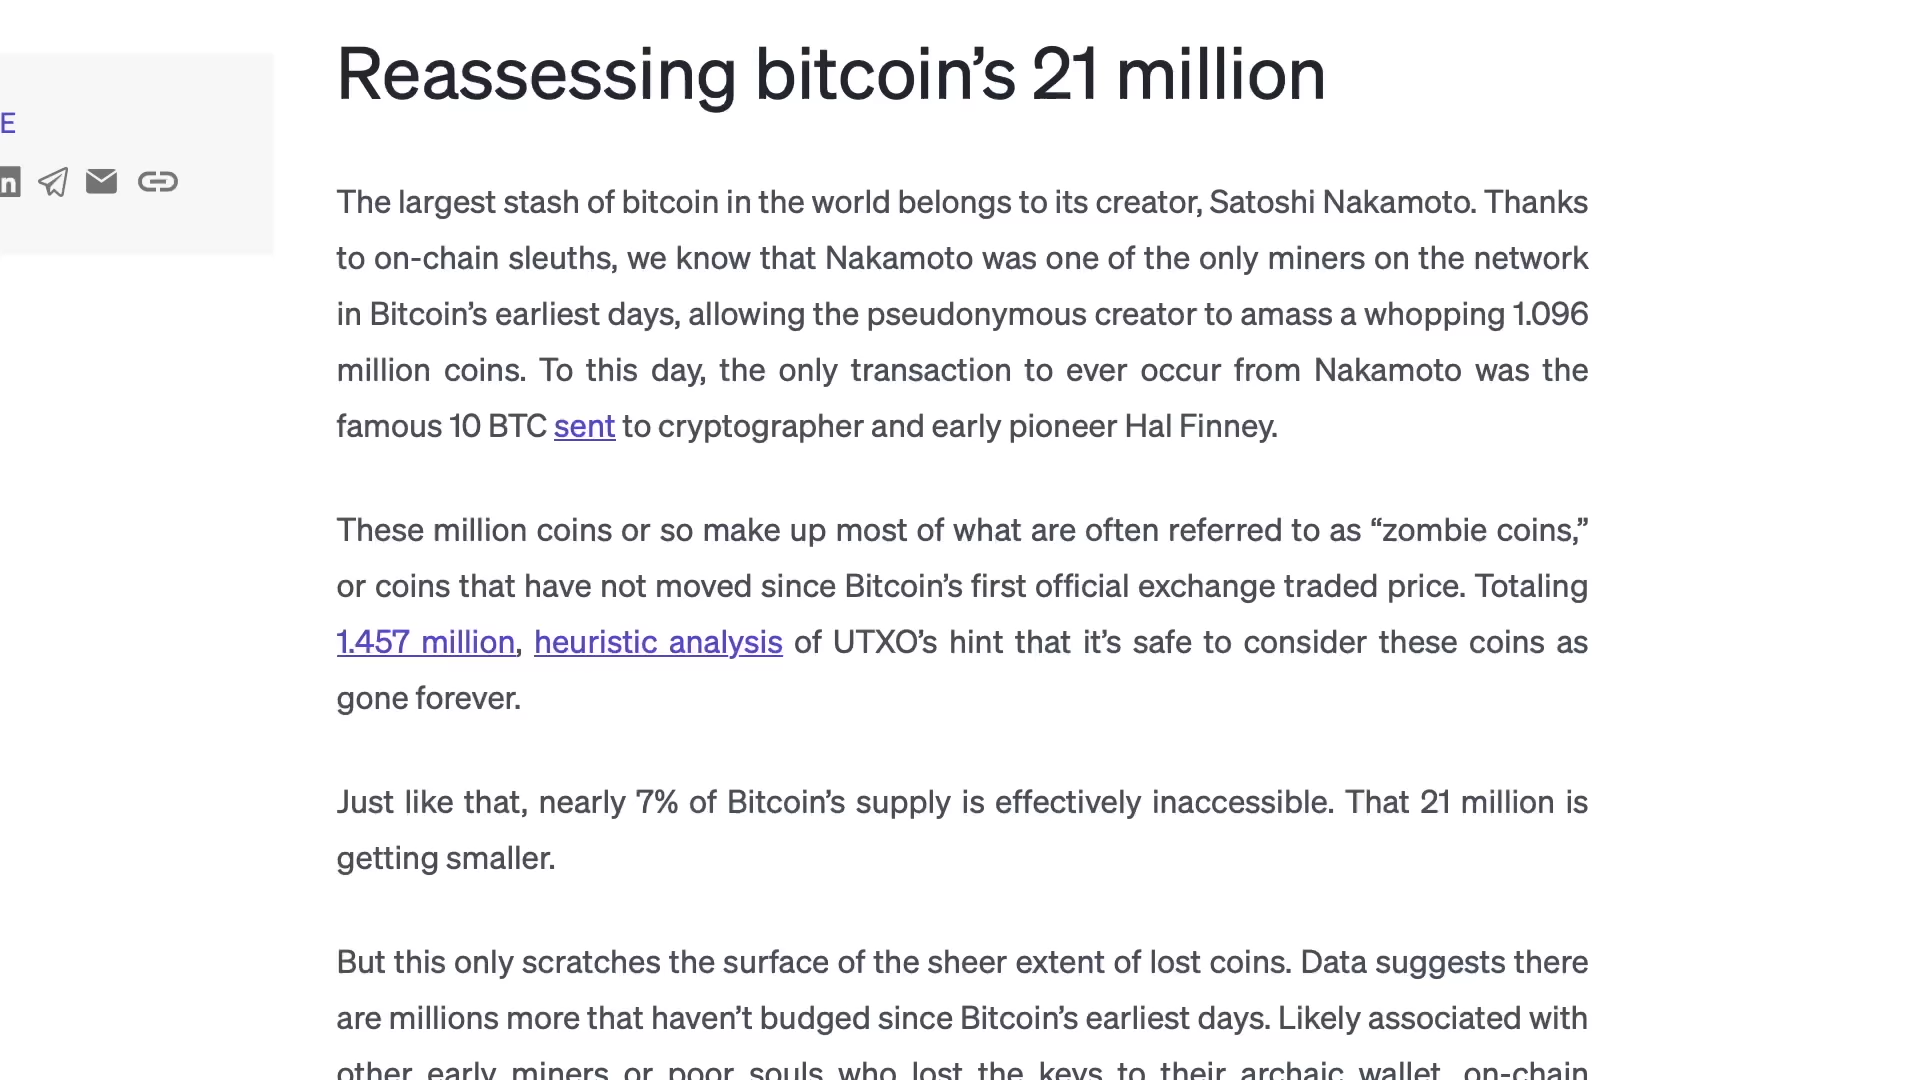 Reassessing bitcoin’s 21 million
E
in
The largest stash of bitcoin in the world belongs to its creator, Satoshi Nakamoto. Thanks
to on-chain sleuths, we know that Nakamoto was one of the only miners on the network
in Bitcoin’s earliest days, allowing the pseudonymous creator to amass a whopping 1.096
million coins. To this day, the only transaction to ever occur from Nakamoto was the
famous 10 BTC sent to cryptographer and early pioneer Hal Finney.
These million coins or so make up most of what are often referred to as “zombie coins,”
or coins that have not moved since Bitcoin’s first official exchange traded price. Totaling
1.457 million, heuristic analysis of UTXO’s hint that it’s safe to consider these coins as
gone forever.
Just like that, nearly 7% of Bitcoin’s supply is effectively inaccessible. That 21 million is
getting smaller.
But this only scratches the surface of the sheer extent of lost coins. Data suggests there
are millions more that haven’t budged since Bitcoin’s earliest days. Likely associated with
other early miners or poor souls who lost the keys to their archaic wallet, on-chain